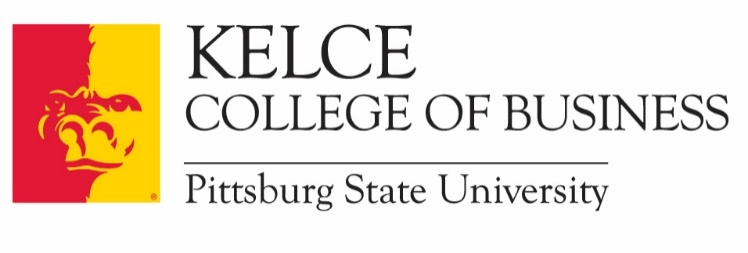 KELCE
COLLEGE OF BUSINESS
Pittsburg State University
®